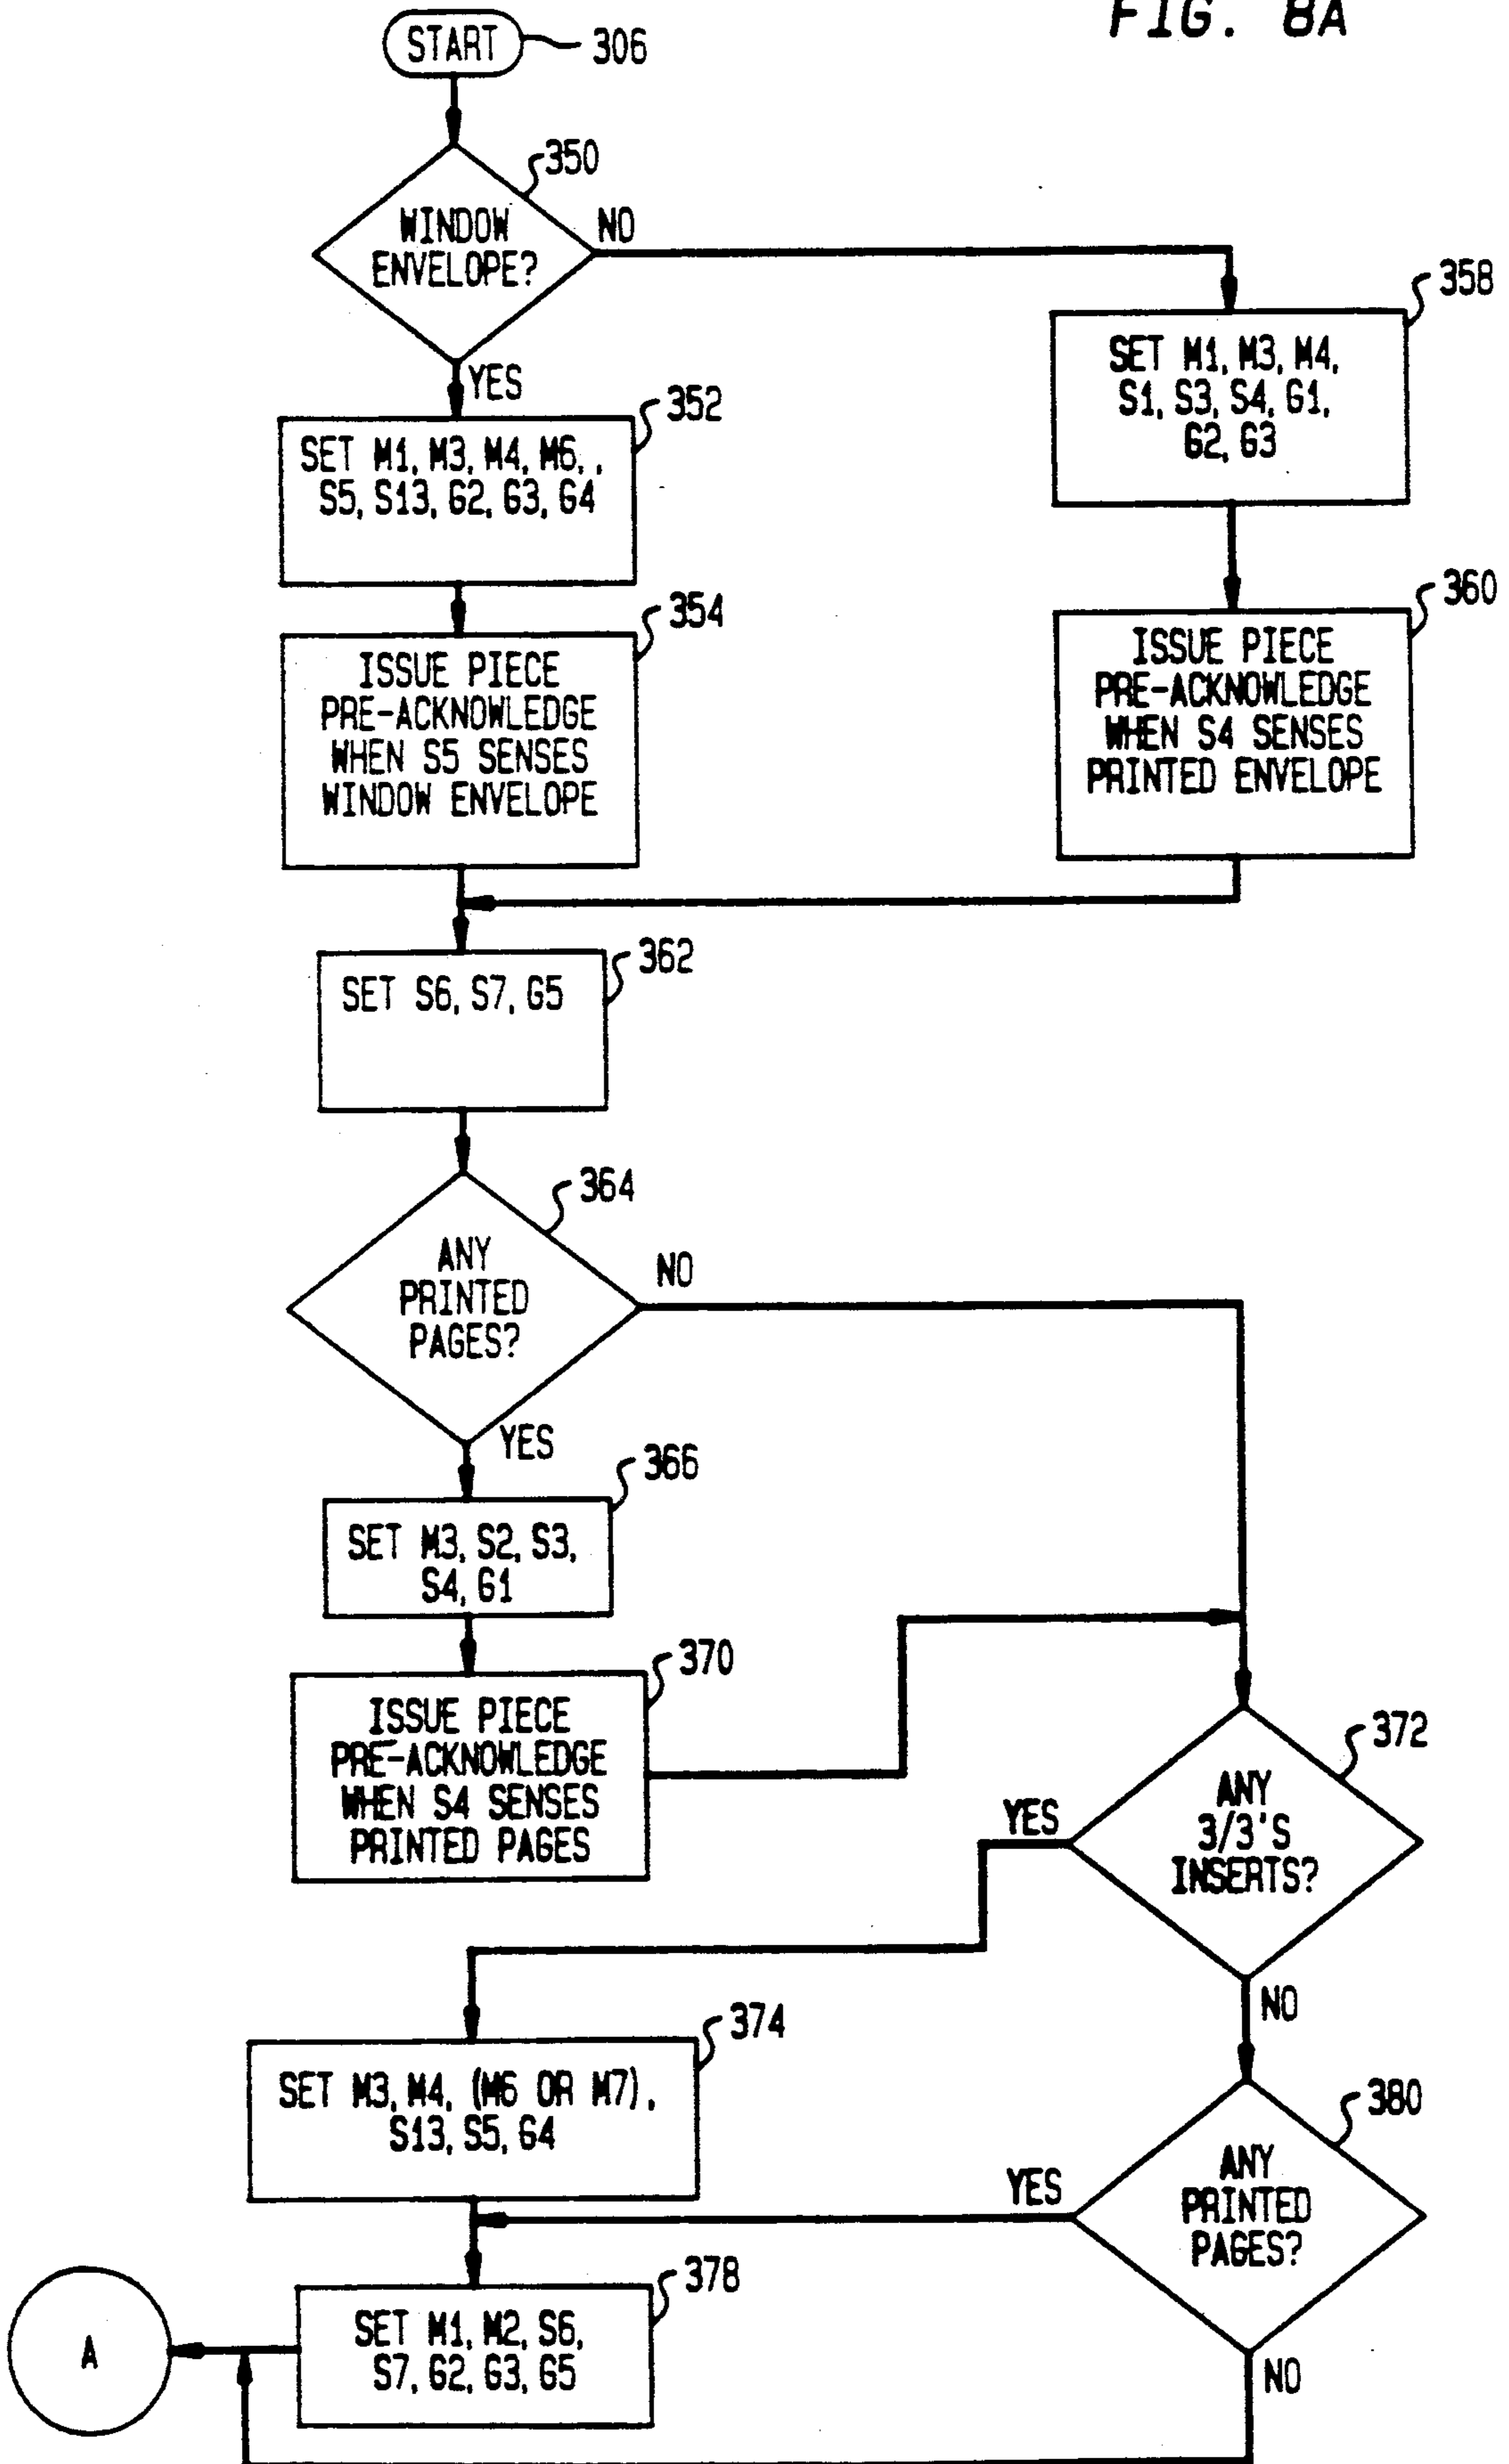 FIG. 8A
START
306
350
WINDOW
ENVELOPE?
NO
YES
358
SET M1, M3, M4,
S1, S3, S4, G1,
G2, G3
352
SET M1, M3, M4, M6, ,
S5, S13, G2, G3, G4
354
ISSUE PIECE
PRE-ACKNOWLEDGE
WHEN S5 SENSES
WINDOW ENVELOPE
360
ISSUE PIECE
PRE-ACKNOWLEDGE
WHEN S4 SENSES
PRINTED ENVELOPE
362
SET S6, S7, G5
364
ANY
PRINTED
PAGES?
NO
YES
366
SET M3, S2, S3,
S4, G1
370
ISSUE PIECE
PRE-ACKNOWLEDGE
WHEN S4 SENSES
PRINTED PAGES
372
ANY
3/3'S
INSERTS?
YES
NO
374
SET M3, M4, (M6 OR M7),
S13, S5, G4
380
ANY
PRINTED
PAGES?
YES
NO
378
SET M1, M2, S6,
S7, G2, G3, G5
A